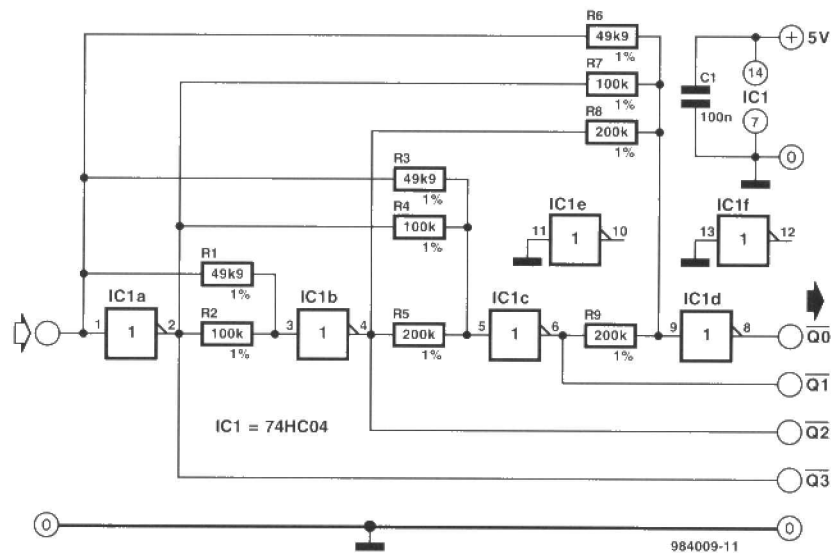 R6
49k9
1%
R7
100k
1%
R8
200k
1%
+ 5V
C1
100n
14
IC1
7
0
R3
49k9
1%
R4
100k
1%
IC1e
11 1 10
IC1f
13 1 12
R1
49k9
1%
IC1a
1 1 2
R2
100k
1%
IC1b
3 1 4
R5
200k
1%
IC1c
5 1 6
R9
200k
1%
IC1d
9 1 8
Q0
Q1
Q2
Q3
IC1 = 74HC04
0
0
984009-11